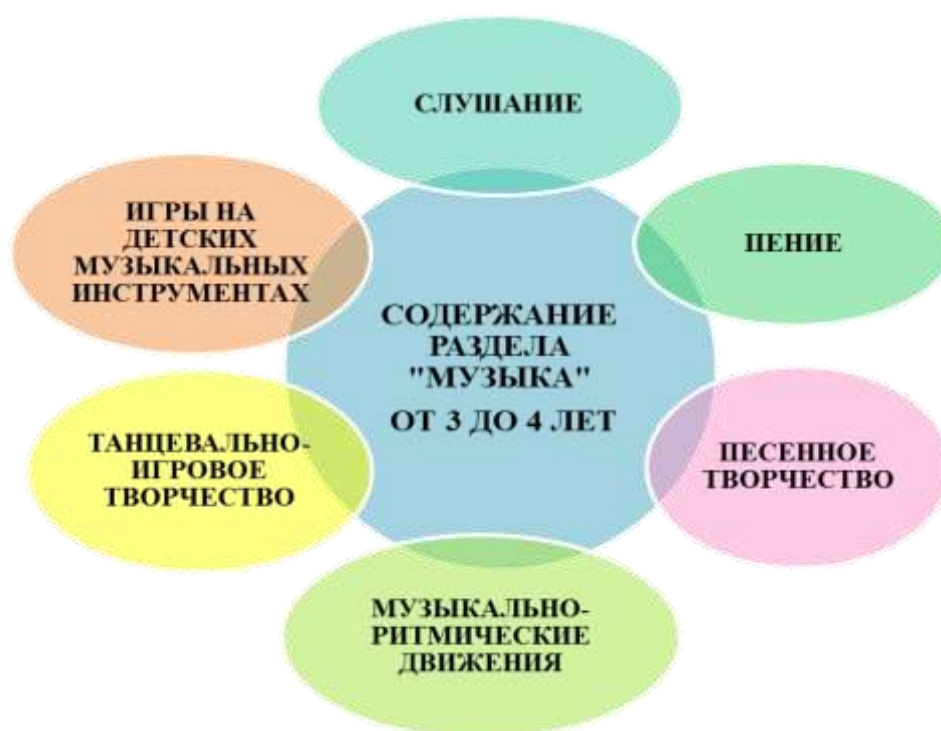 СЛУШАНИЕ
ПЕНИЕ
ПЕСЕННОЕ
ТВОРЧЕСТВО
МУЗЫКАЛЬНО-
РИТМИЧЕСКИЕ
ДВИЖЕНИЯ
ТАНЦЕВАЛЬНО-
ИГРОВОЕ
ТВОРЧЕСТВО
ИГРЫ НА
ДЕТСКИХ
МУЗЫКАЛЬНЫХ
ИНСТРУМЕНТАХ
СОДЕРЖАНИЕ
РАЗДЕЛА
"МУЗЫКА"
ОТ 3 ДО 4 ЛЕТ